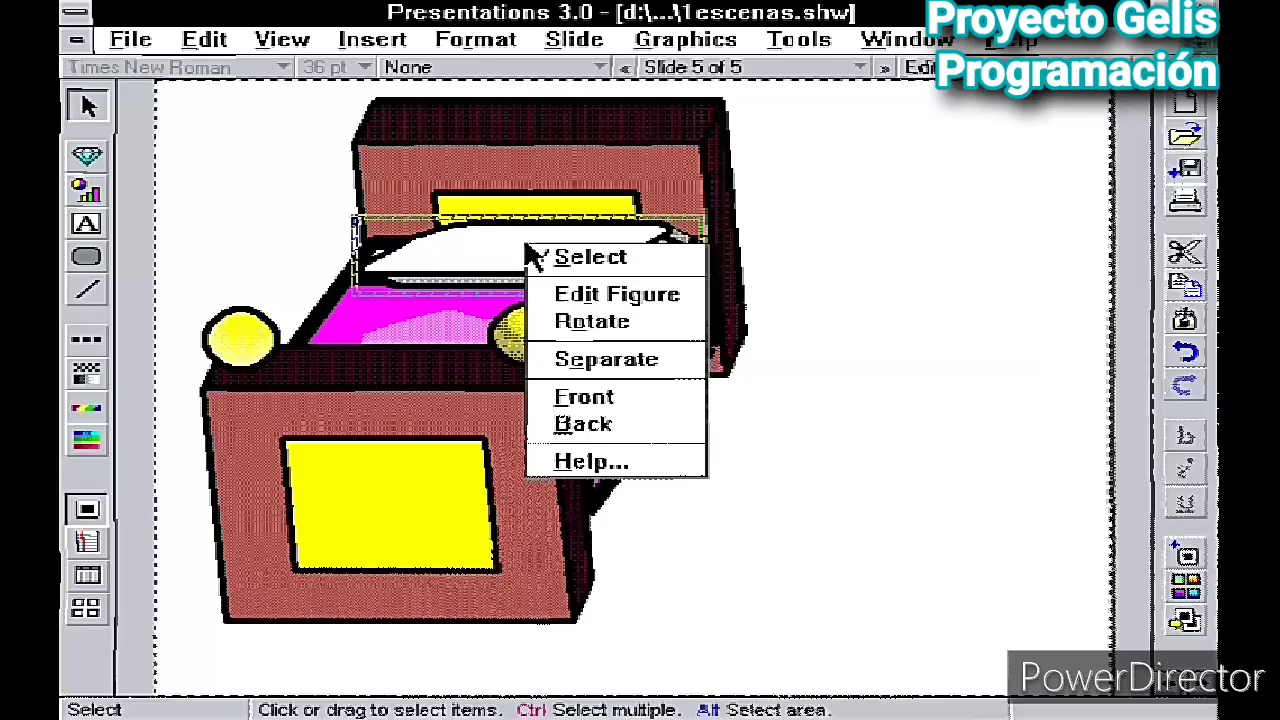 Presentations 3.0 - [d:\...\1escenas.shw]
Proyecto Gelis
Programación
File Edit View Insert Format Slide Graphics Tools Window Help
Times New Roman 36 pt None Slide 5 of 5
Select
Edit Figure
Rotate
Separate
Front
Back
Help...
PowerDirector
Select Click or drag to select items. Ctrl Select multiple. Alt Select area.